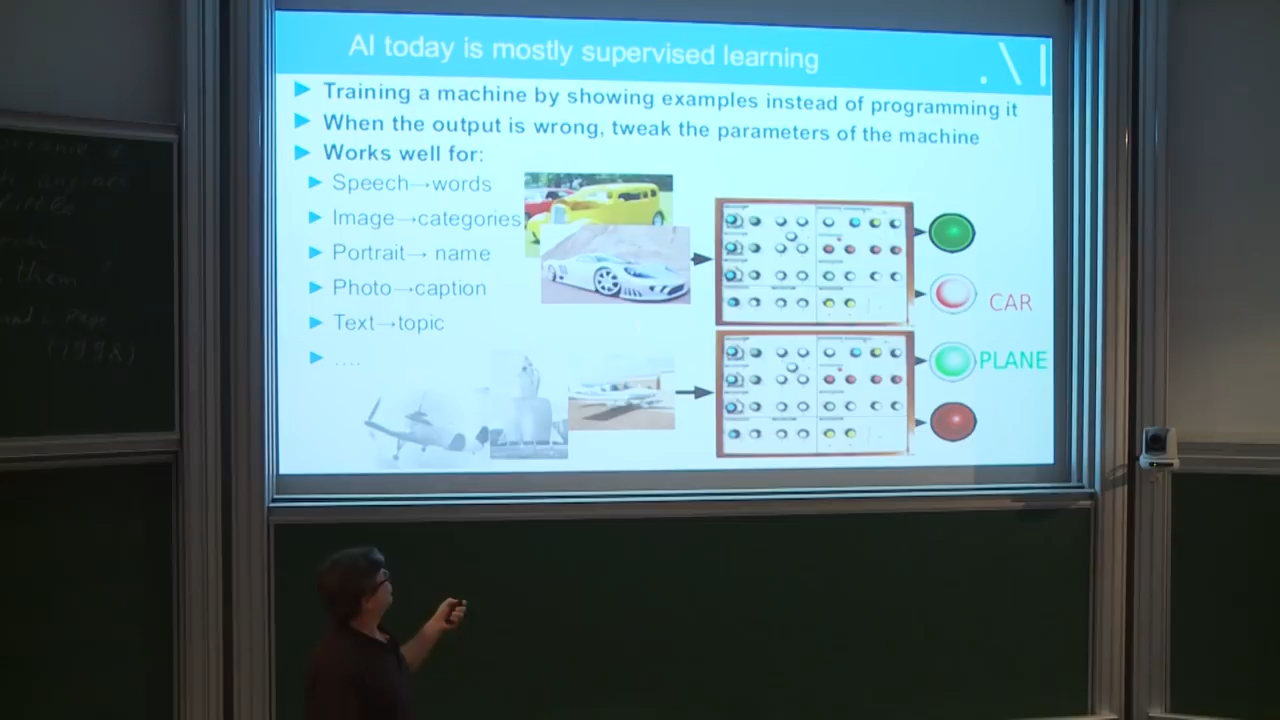 AI today is mostly supervised learning
Training a machine by showing examples instead of programming it
When the output is wrong, tweak the parameters of the machine
Works well for:
Speech→words
Image→categories
Portrait→ name
Photo→caption
Text→topic
....
CAR
PLANE
them"
(1998)